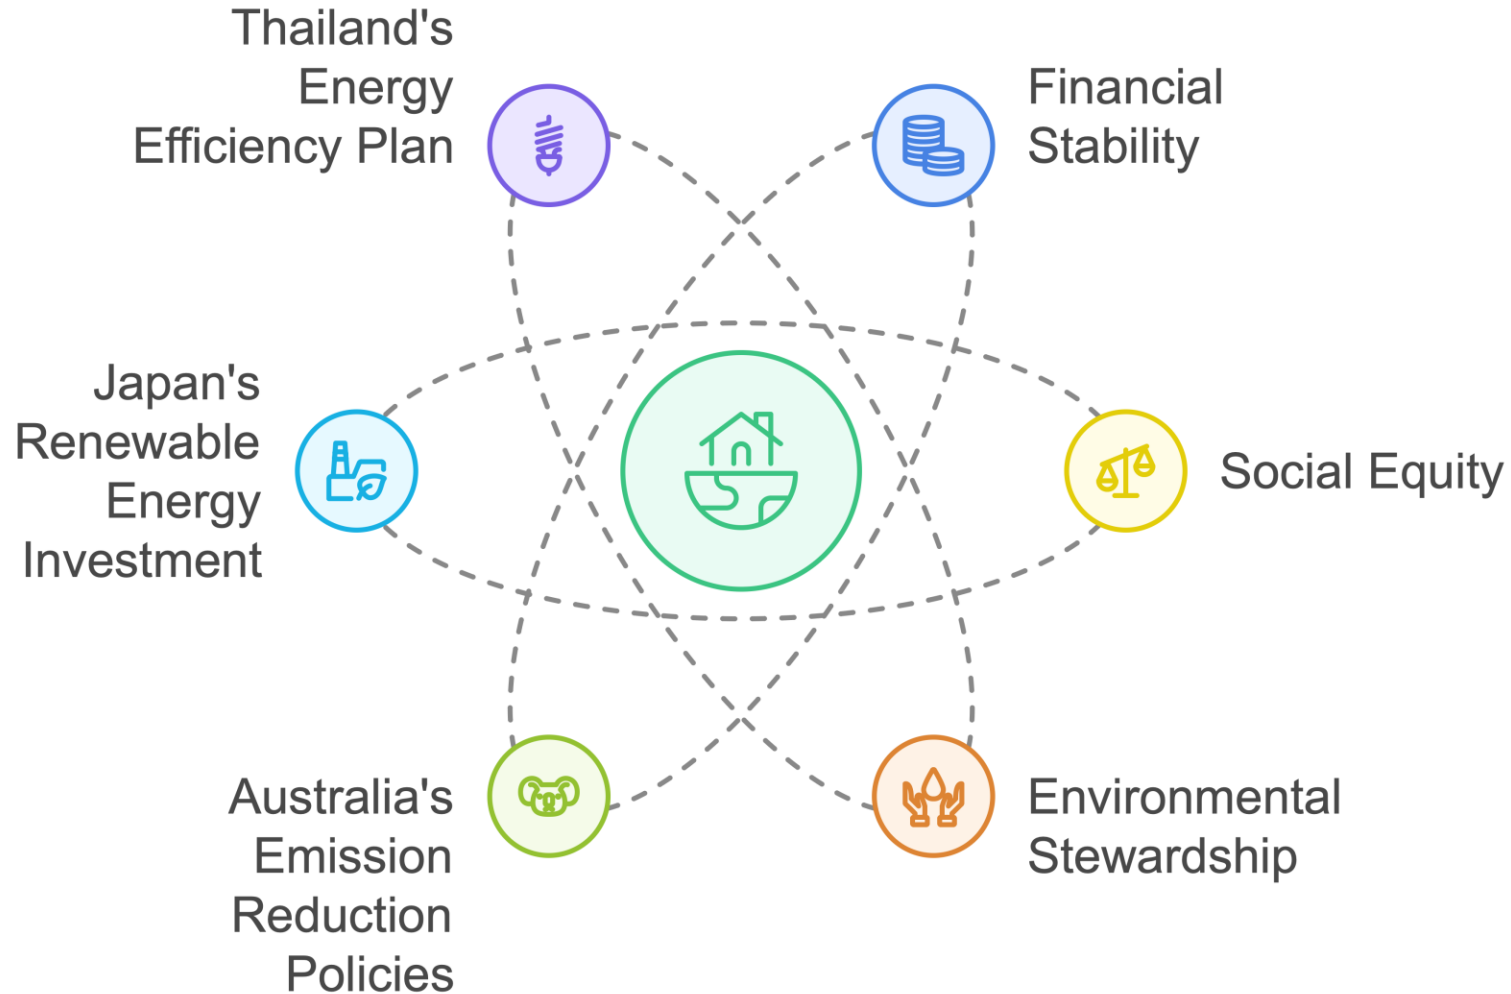 Thailand's
Energy
Efficiency Plan
Financial
Stability
Japan's
Renewable
Energy
Investment
Social Equity
Australia's
Emission
Reduction
Policies
Environmental
Stewardship